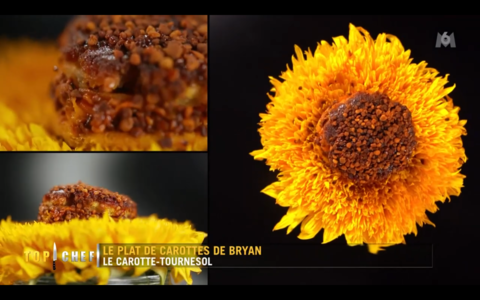 M6
TOP CHEF
LE PLAT DE CAROTTES DE BRYAN
LE CAROTTE-TOURNESOL